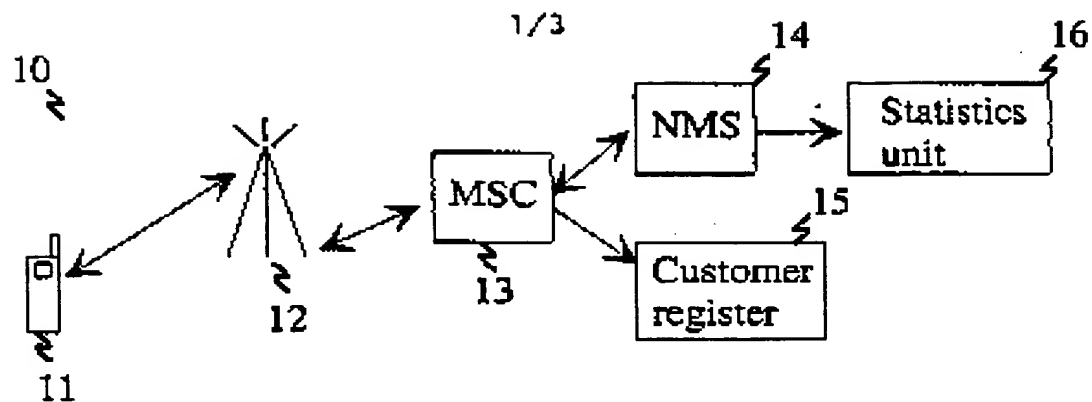 1/3
10
14
16
NMS
Statistics
unit
MSC
15
Customer
register
13
12
11